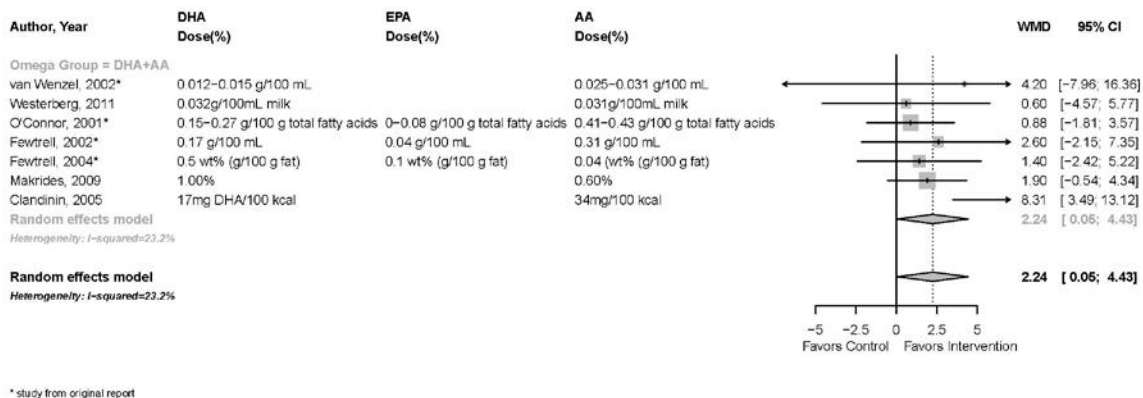 Author, Year DHA Dose(%) EPA Dose(%) AA Dose(%) WMD 95% CI
Omega Group = DHA+AA
van Wenzel, 2002* 0.012−0.015 g/100 mL 0.025−0.031 g/100 mL 4.20 [−7.96; 16.36]
Westerberg, 2011 0.032g/100mL milk 0.031g/100mL milk 0.60 [−4.57; 5.77]
O'Connor, 2001* 0.15−0.27 g/100 g total fatty acids 0−0.08 g/100 g total fatty acids 0.41−0.43 g/100 g total fatty acids 0.88 [−1.81; 3.57]
Fewtrell, 2002* 0.17 g/100 mL 0.04 g/100 mL 0.31 g/100 mL 2.60 [−2.15; 7.35]
Fewtrell, 2004* 0.5 wt% (g/100 g fat) 0.1 wt% (g/100 g fat) 0.04 (wt% (g/100 g fat) 1.40 [−2.42; 5.22]
Makrides, 2009 1.00% 0.60% 1.90 [−0.54; 4.34]
Clandinin, 2005 17mg DHA/100 kcal 34mg/100 kcal 8.31 [ 3.49; 13.12]
Random effects model 2.24 [ 0.05; 4.43]
Heterogeneity: I−squared=23.2%
Random effects model 2.24 [ 0.05; 4.43]
Heterogeneity: I−squared=23.2%
−5 −2.5 0 2.5 5
Favors Control Favors Intervention
* study from original report